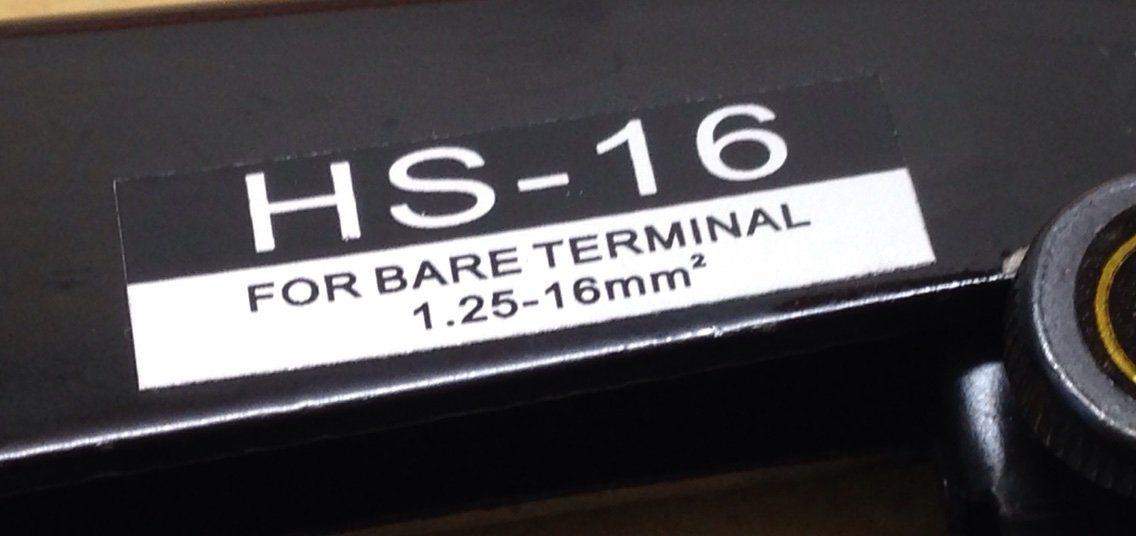 HS-16
FOR BARE TERMINAL
1.25-16mm²